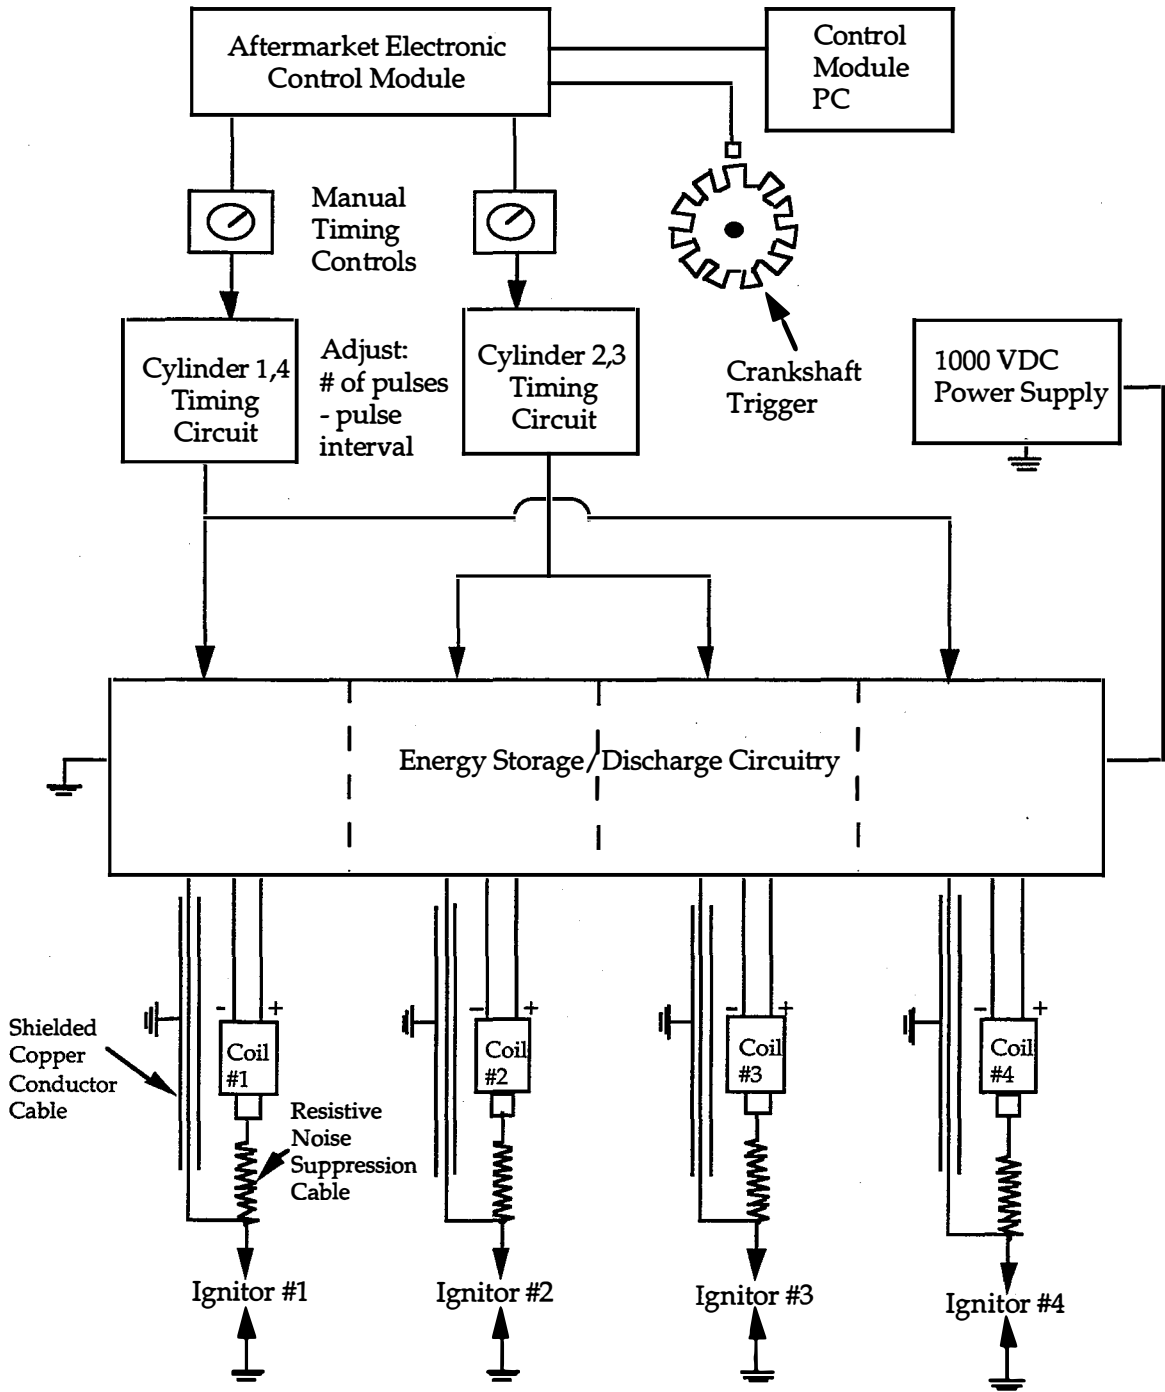 Aftermarket Electronic
Control Module
Control
Module
PC
Manual
Timing
Controls
Cylinder 1,4
Timing
Circuit
Adjust:
# of pulses
- pulse
interval
Cylinder 2,3
Timing
Circuit
Crankshaft
Trigger
1000 VDC
Power Supply
Energy Storage/Discharge Circuitry
Shielded
Copper
Conductor
Cable
- +
Coil
#1
- +
Coil
#2
- +
Coil
#3
- +
Coil
#4
Resistive
Noise
Suppression
Cable
Ignitor #1
Ignitor #2
Ignitor #3
Ignitor #4